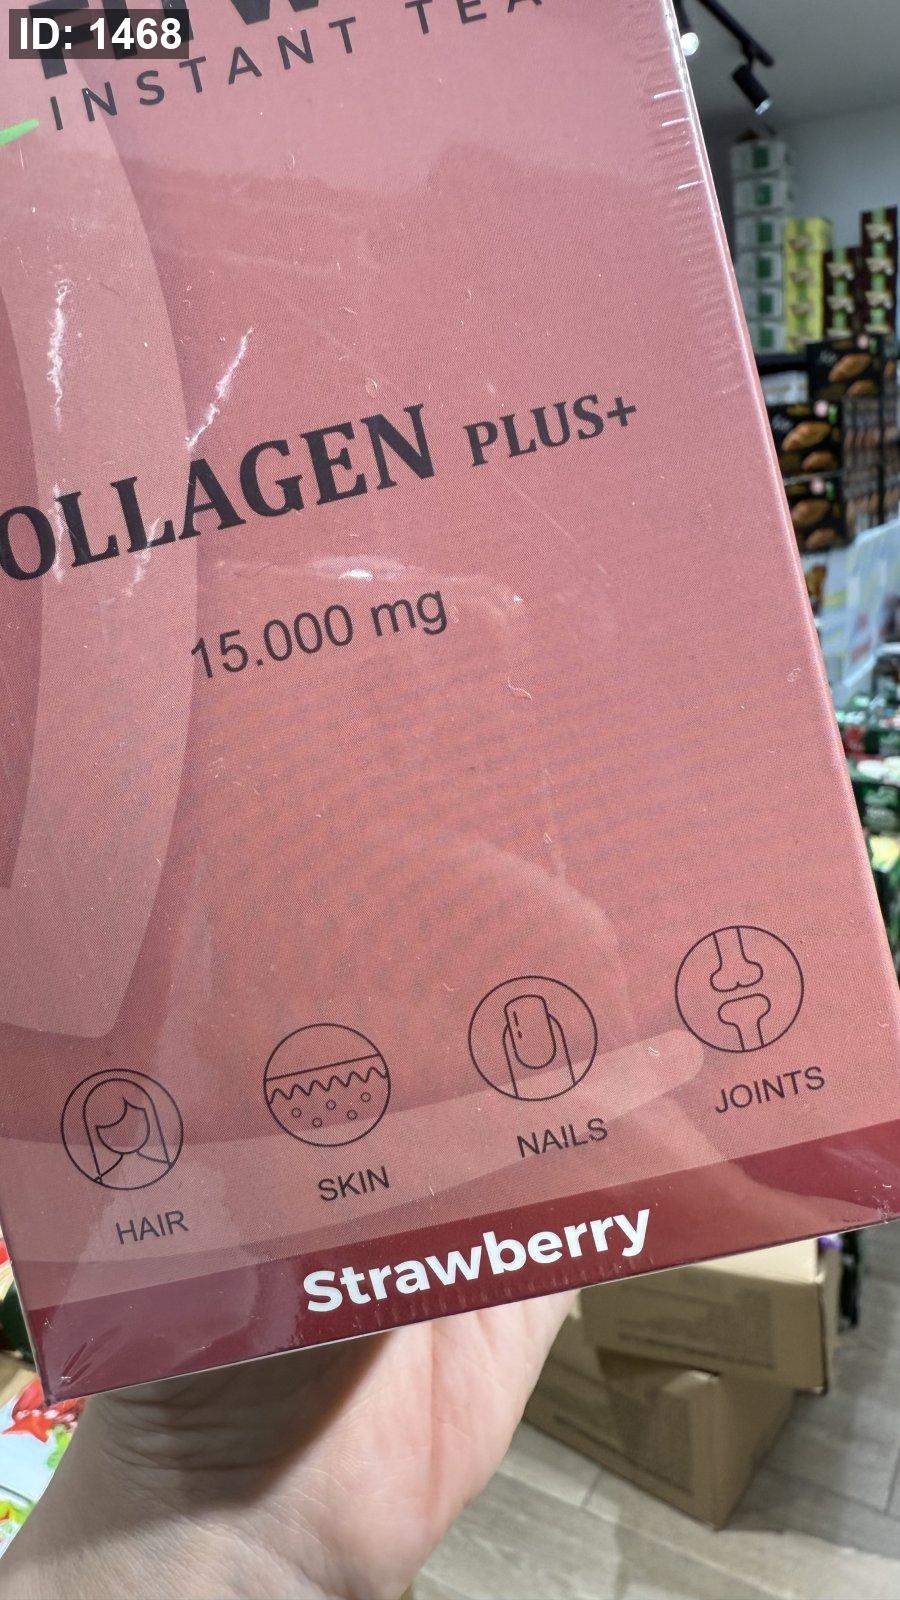 ID: 1468
INSTANT TEA
OLLAGEN PLUS+
15.000 mg
HAIR
SKIN
NAILS
JOINTS
Strawberry